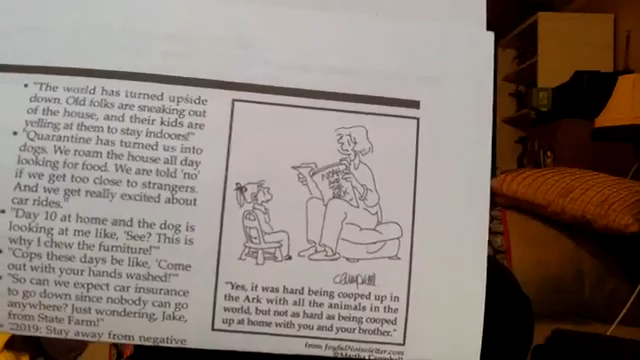 • "The world has turned upside
down. Old folks are sneaking out
of the house, and their kids are
yelling at them to stay indoors!"
• "Quarantine has turned us into
dogs. We roam the house all day
looking for food. We are told 'no'
if we get too close to strangers.
And we get really excited about
car rides."
• "Day 10 at home and the dog is
looking at me like, 'See? This is
why I chew the furniture!'"
• "Cops these days be like, 'Come
out with your hands washed!'"
• "So can we expect car insurance
to go down since nobody can go
anywhere? Just wondering, Jake,
from State Farm!"
• "2019: Stay away from negative
NOAH
ARK
"Yes, it was hard being cooped up in
the Ark with all the animals in the
world, but not as hard as being cooped
up at home with you and your brother."
from JoyfulNoiseletter.com
© Martha Campbell